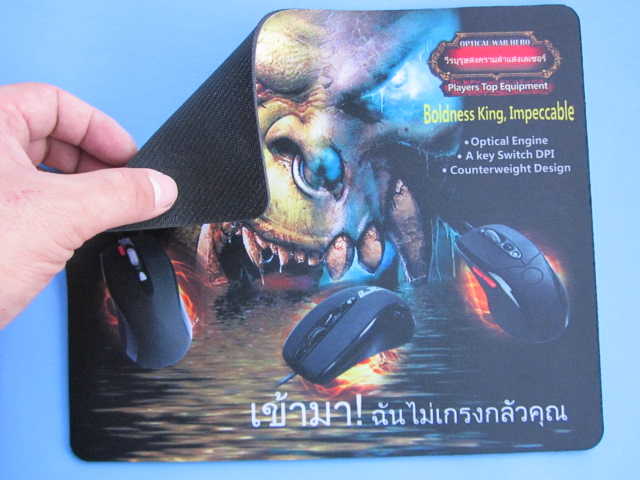 OPTICAL WAR HERO
วีรบุรุษสงครามลำแสงเลเซอร์
Players Top Equipment
Boldness King, Impeccable
• Optical Engine
• A key Switch DPI
• Counterweight Design
เข้ามา! ฉันไม่เกรงกลัวคุณ